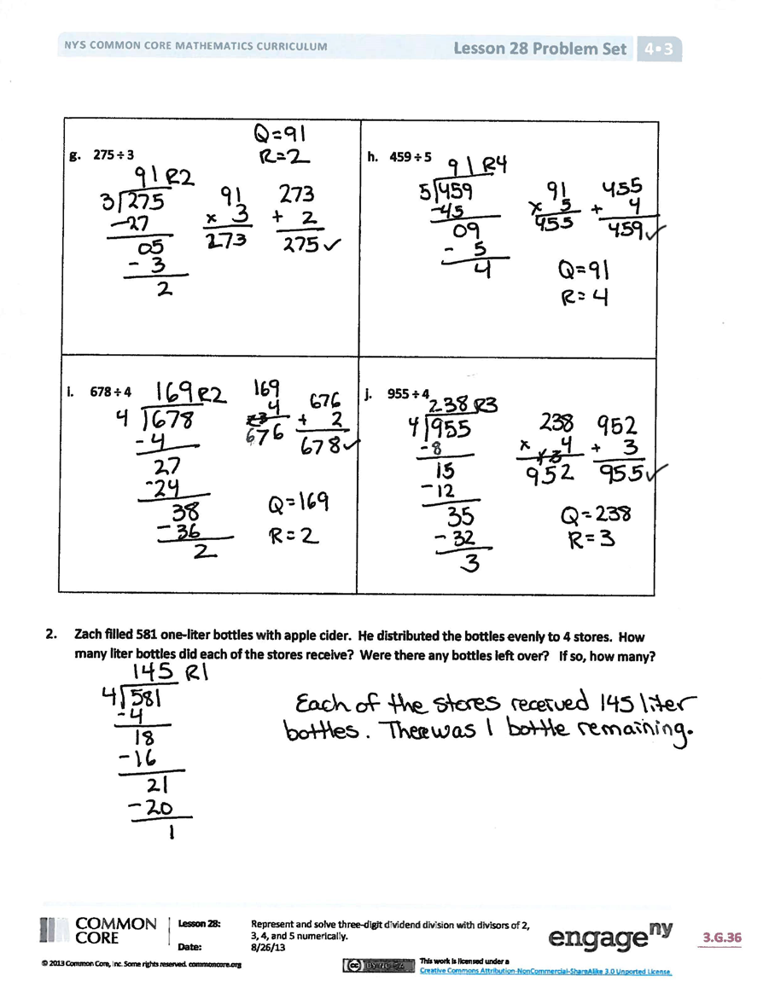 NYS COMMON CORE MATHEMATICS CURRICULUM
Lesson 28 Problem Set 4•3
g. 275 ÷ 3
Q=91
R=2
91 R2
3 275
-27
05
- 3
2
91
x 3
273
273
+ 2
275 ✓
h. 459 ÷ 5
91 R4
5 459
-45
09
- 5
4
91
x 5
455
455
+ 4
459 ✓
Q=91
R=4
i. 678 ÷ 4
169 R2
4 678
-4
27
-24
38
-36
2
169
4
676
676
+ 2
678 ✓
Q=169
R=2
j. 955 ÷ 4
238 R3
4 955
-8
15
-12
35
-32
3
238
x 4
952
952
+ 3
955 ✓
Q=238
R=3
2. Zach filled 581 one-liter bottles with apple cider. He distributed the bottles evenly to 4 stores. How
many liter bottles did each of the stores receive? Were there any bottles left over? If so, how many?
145 R1
4 581
-4
18
-16
21
-20
1
Each of the stores received 145 liter
bottles. There was 1 bottle remaining.
COMMON
CORE
Lesson 28:
Date:
Represent and solve three-digit dividend division with divisors of 2,
3, 4, and 5 numerically.
8/26/13
engage ny
3.G.36
© 2013 Common Core, Inc. Some rights reserved. commoncore.org
cc BY-NC-SA
This work is licensed under a
Creative Commons Attribution-NonCommercial-ShareAlike 3.0 Unported License.